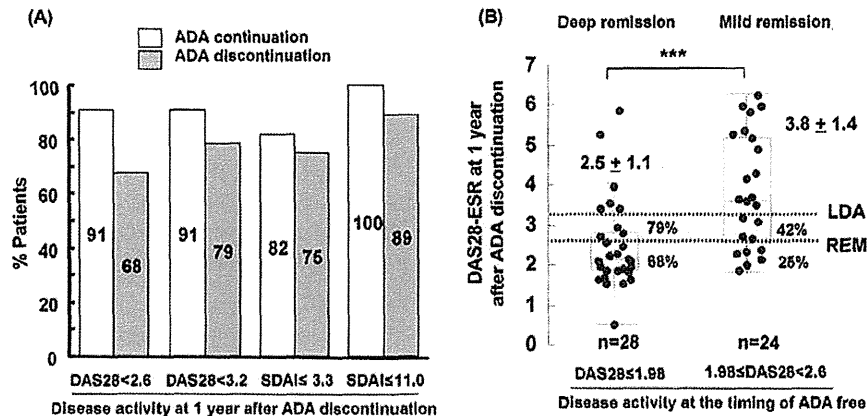 (A)
ADA continuation
ADA discontinuation
% Patients
100
80
60
40
20
0
91
68
91
79
82
75
100
89
DAS28<2.6
DAS28<3.2
SDAI≤ 3.3
SDAI≤11.0
Disease activity at 1 year after ADA discontinuation
(B)
Deep remission
Mild remission
***
DAS28-ESR at 1 year
after ADA discontinuation
7
6
5
4
3
2
1
0
2.5 ± 1.1
3.8 ± 1.4
LDA
79%
42%
REM
68%
25%
n=28
n=24
DAS28≤1.98
1.98≤DAS28<2.6
Disease activity at the timing of ADA free